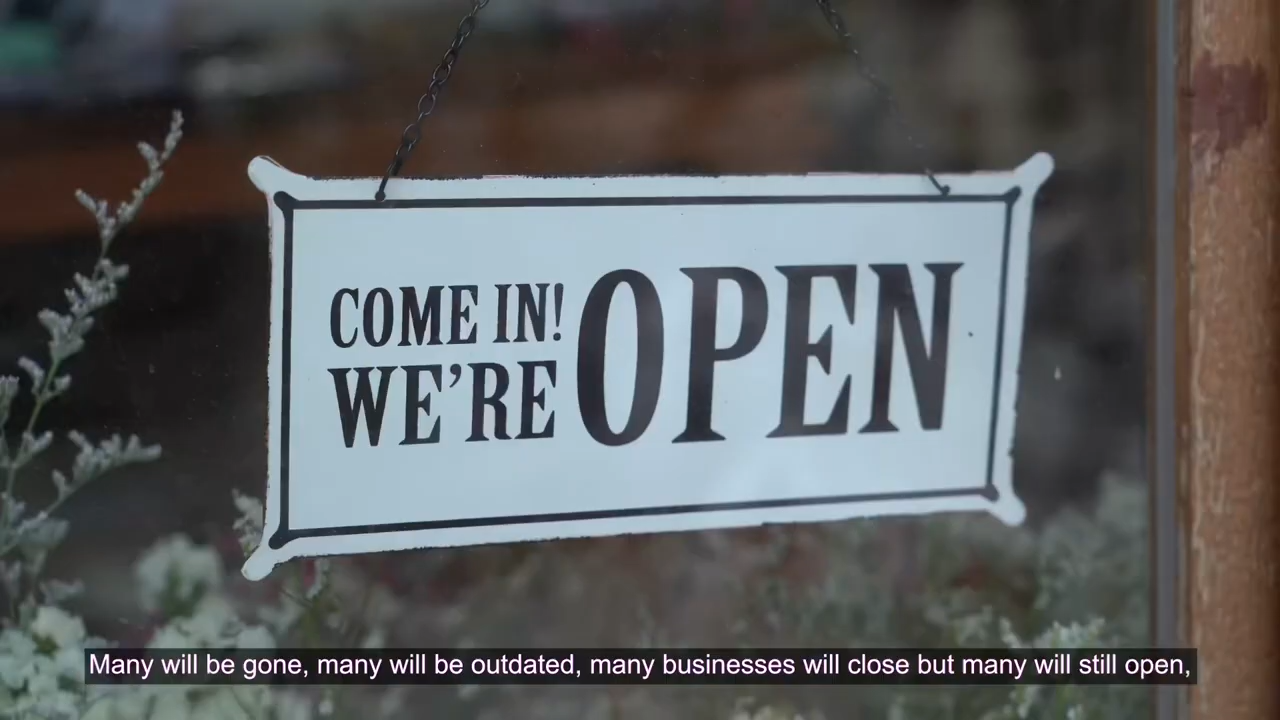 COME IN!
WE'RE OPEN
Many will be gone, many will be outdated, many businesses will close but many will still open,